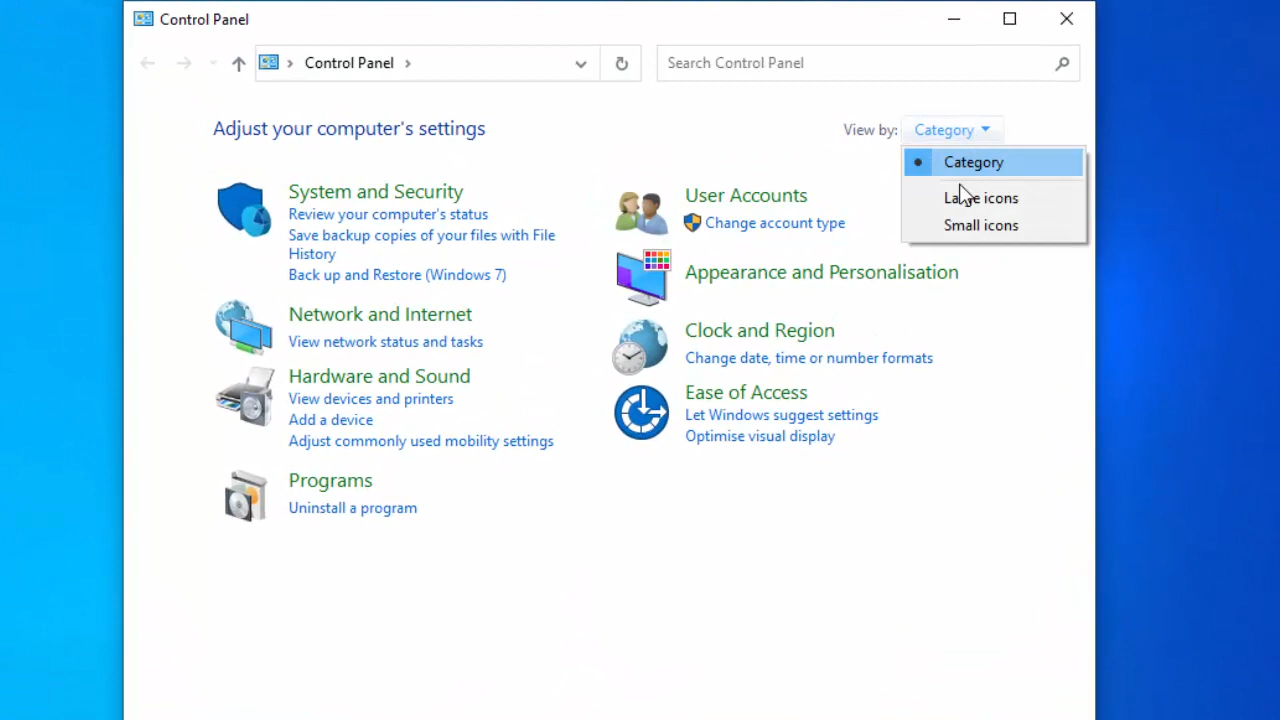 Control Panel
Control Panel
Search Control Panel
Adjust your computer's settings
View by: Category
Category
Large icons
Small icons
System and Security
Review your computer's status
Save backup copies of your files with File
History
Back up and Restore (Windows 7)
Network and Internet
View network status and tasks
Hardware and Sound
View devices and printers
Add a device
Adjust commonly used mobility settings
Programs
Uninstall a program
User Accounts
Change account type
Appearance and Personalisation
Clock and Region
Change date, time or number formats
Ease of Access
Let Windows suggest settings
Optimise visual display